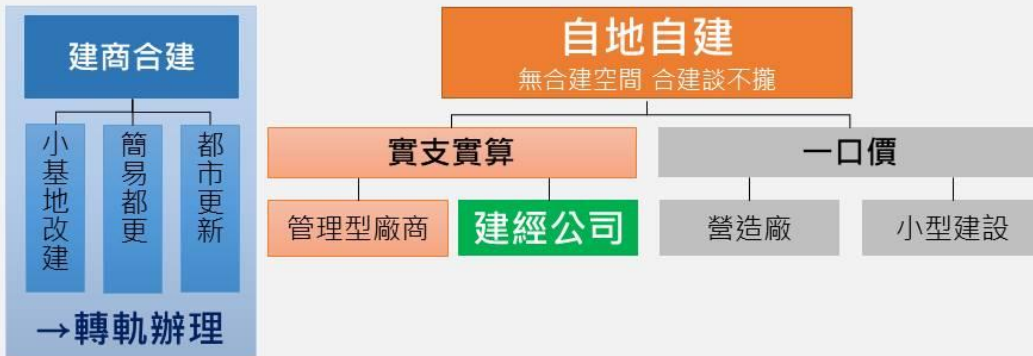 建商合建
小基地改建
簡易都更
都市更新
→轉軌辦理
自地自建
無合建空間 合建談不攏
實支實算
一口價
管理型廠商
建經公司
營造廠
小型建設